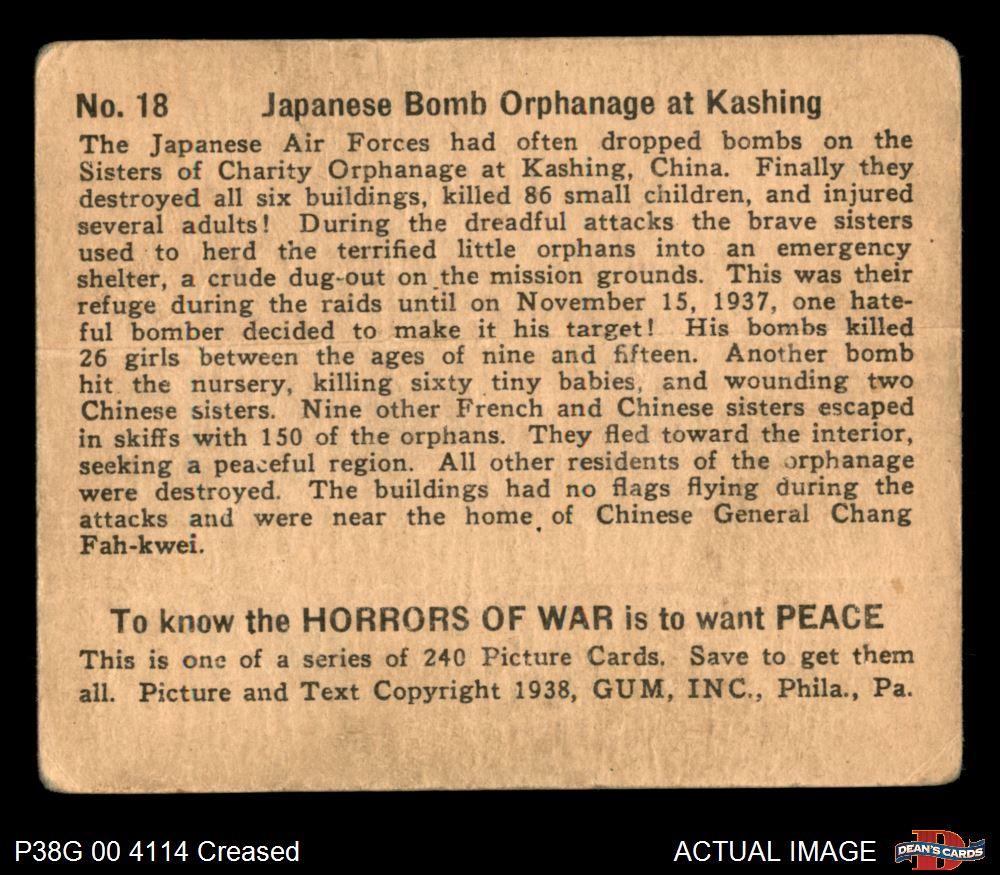 No. 18 Japanese Bomb Orphanage at Kashing
The Japanese Air Forces had often dropped bombs on the
Sisters of Charity Orphanage at Kashing, China. Finally they
destroyed all six buildings, killed 86 small children, and injured
several adults! During the dreadful attacks the brave sisters
used to herd the terrified little orphans into an emergency
shelter, a crude dug-out on the mission grounds. This was their
refuge during the raids until on November 15, 1937, one hate-
ful bomber decided to make it his target! His bombs killed
26 girls between the ages of nine and fifteen. Another bomb
hit the nursery, killing sixty tiny babies, and wounding two
Chinese sisters. Nine other French and Chinese sisters escaped
in skiffs with 150 of the orphans. They fled toward the interior,
seeking a peaceful region. All other residents of the orphanage
were destroyed. The buildings had no flags flying during the
attacks and were near the home of Chinese General Chang
Fah-kwei.
To know the HORRORS OF WAR is to want PEACE
This is one of a series of 240 Picture Cards. Save to get them
all. Picture and Text Copyright 1938, GUM, INC., Phila., Pa.
P38G 00 4114 Creased
ACTUAL IMAGE
DEAN'S CARDS